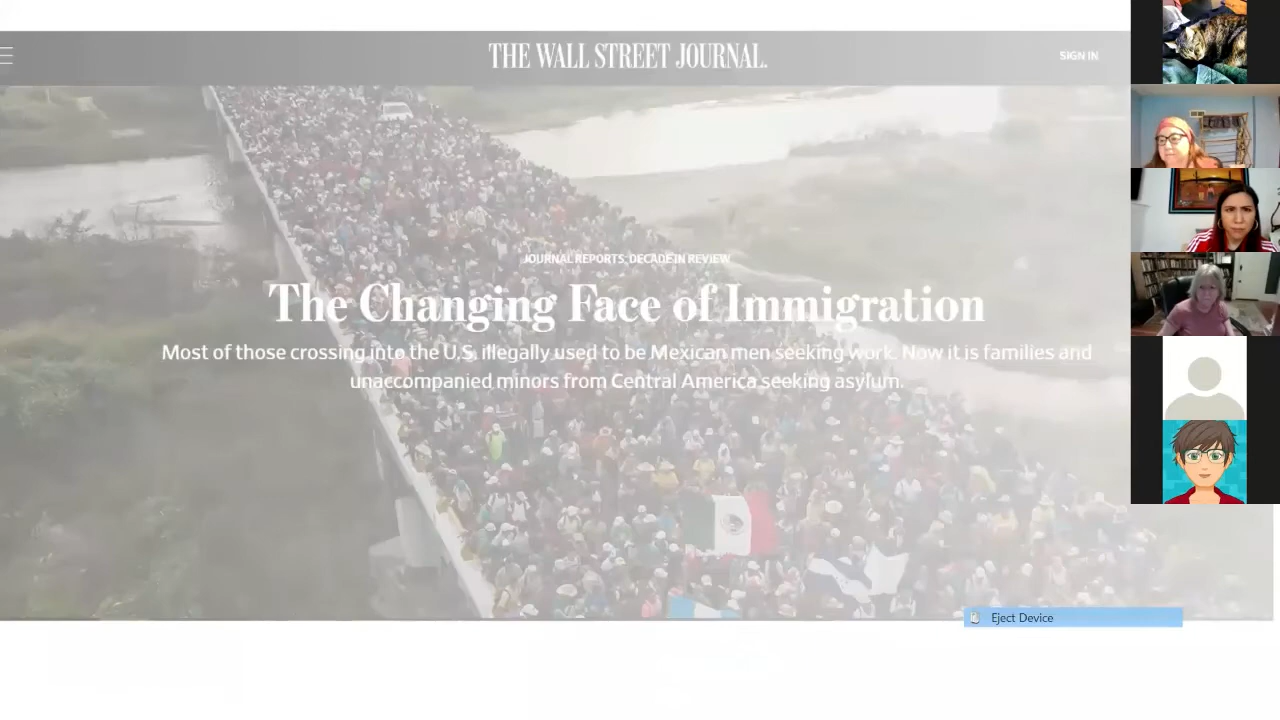 THE WALL STREET JOURNAL.
SIGN IN
JOURNAL REPORTS: DECADE IN REVIEW
The Changing Face of Immigration
Most of those crossing into the U.S. illegally used to be Mexican men seeking work. Now it is families and
unaccompanied minors from Central America seeking asylum.
Eject Device